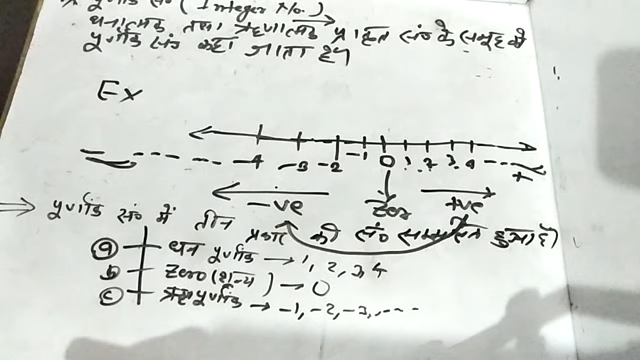 पूर्णांक सं० (Integer No.)
धनात्मक तथा ऋणात्मक प्राकृत सं० के समूह को
पूर्णांक सं० कहा जाता है।
Ex
-4 -3 -2 -1 0 1 2 3 4 ----- +
-ve Zero +ve
⇒ पूर्णांक सं० में तीन प्रकार की सं० सम्मिलित हुआ है
(a) धन पूर्णांक → 1, 2, 3, 4
(b) Zero (शून्य) → 0
(c) ऋण पूर्णांक → -1, -2, -3, ----